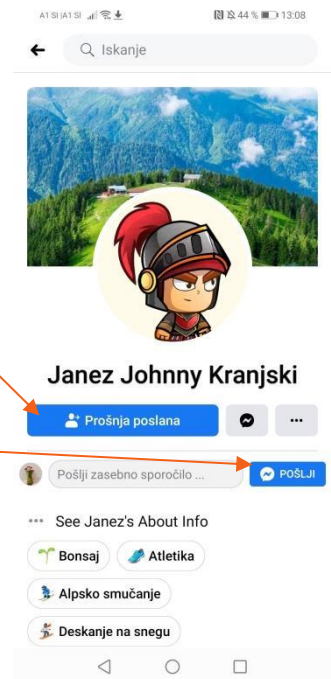 A1 SI | A1 SI 44 % 13:08
Iskanje
Janez Johnny Kranjski
Prošnja poslana
Pošlji zasebno sporočilo ...
POŠLJI
See Janez's About Info
Bonsaj
Atletika
Alpsko smučanje
Deskanje na snegu